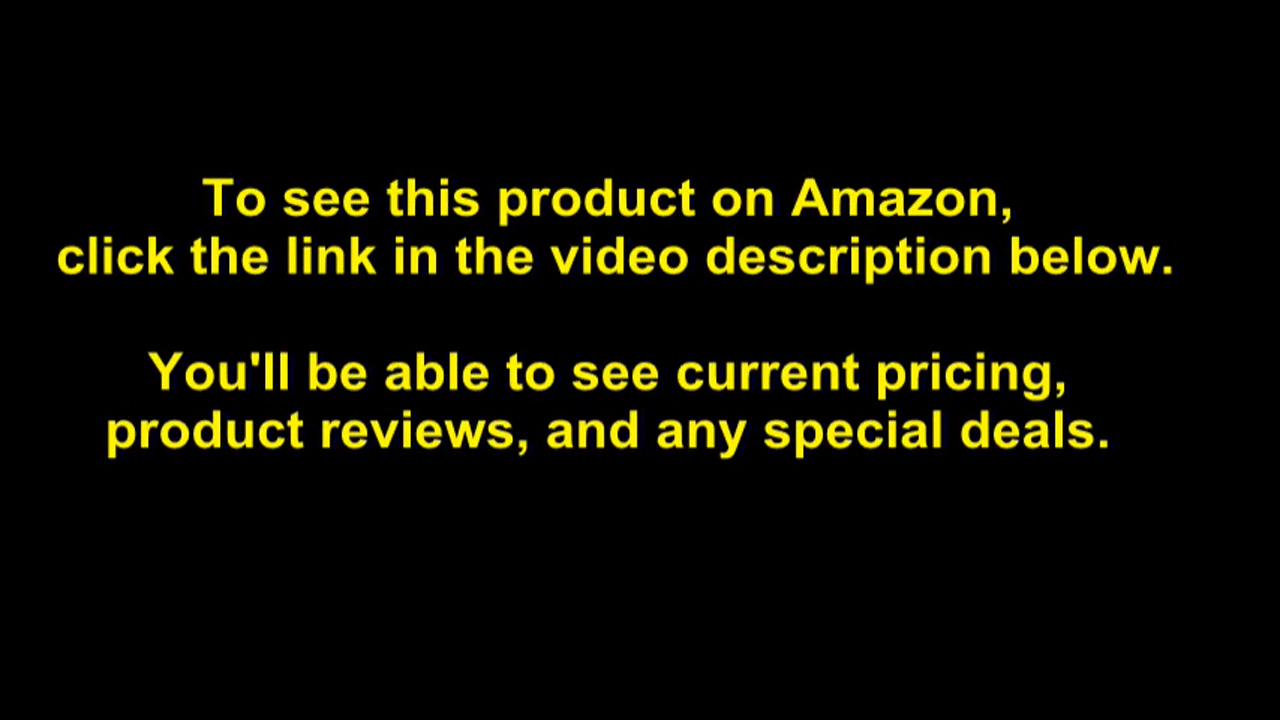 To see this product on Amazon,
click the link in the video description below.
You'll be able to see current pricing,
product reviews, and any special deals.